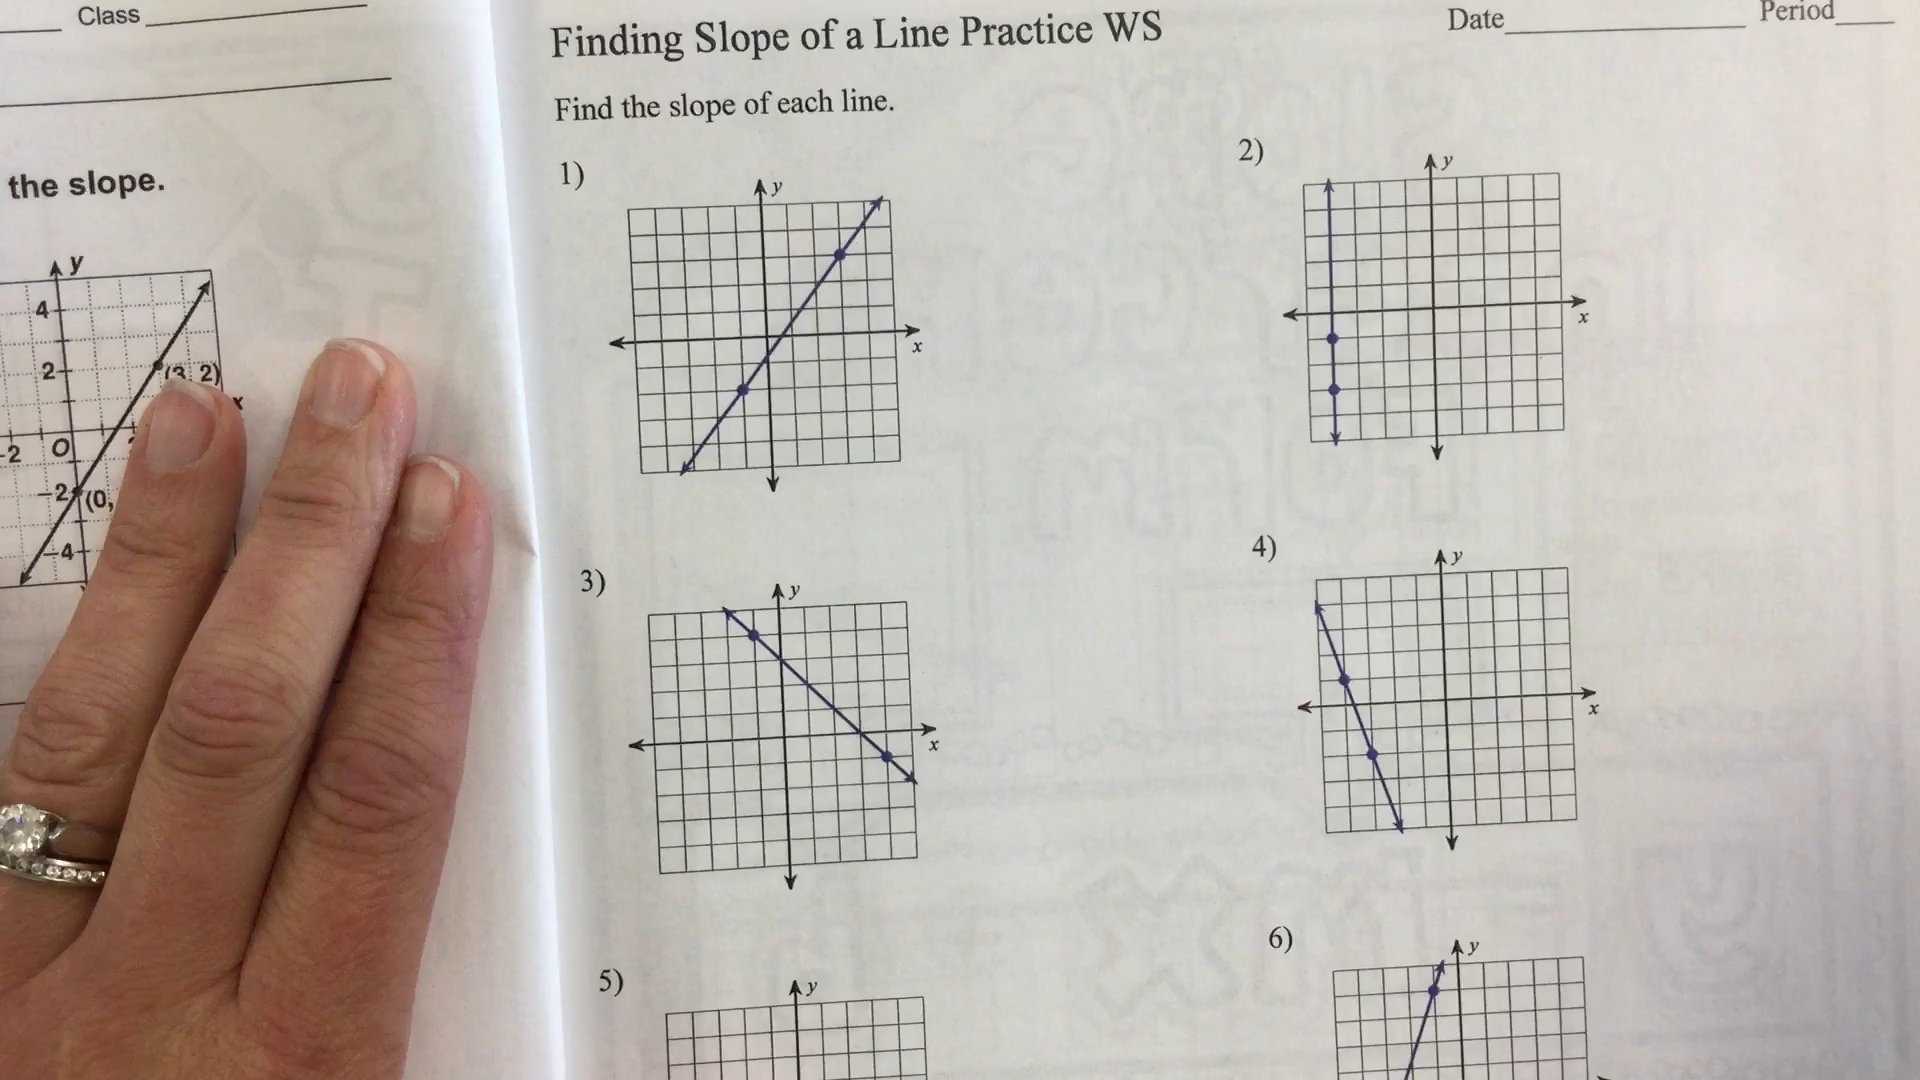 Class
the slope.
y
4
2
(3, 2)
x
-2
O
-2
(0,
-4
Finding Slope of a Line Practice WS
Date Period
Find the slope of each line.
1)
y
x
2)
y
x
3)
y
x
4)
y
x
5)
y
6)
y